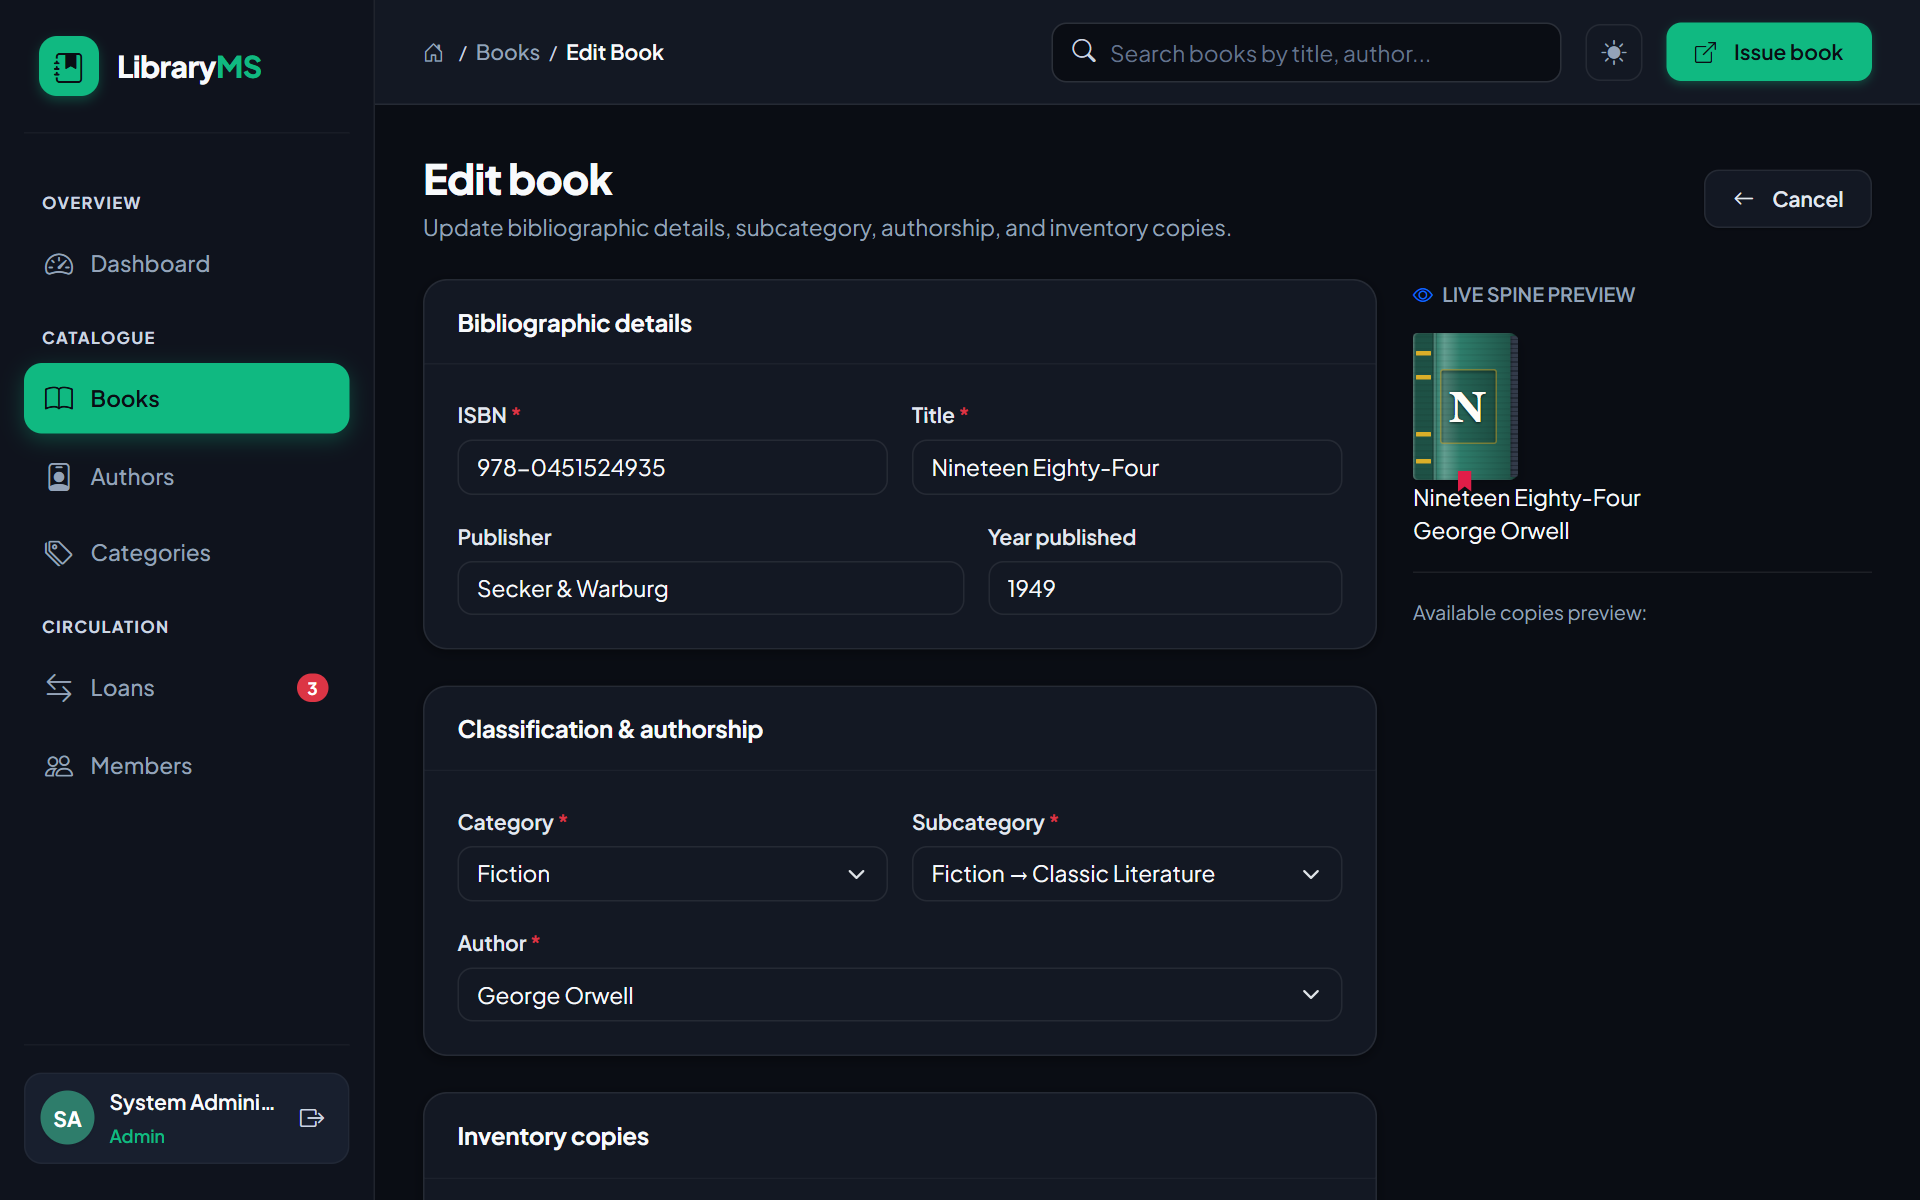 LibraryMS
/ Books / Edit Book
Search books by title, author...
Issue book
OVERVIEW
Dashboard
CATALOGUE
Books
Authors
Categories
CIRCULATION
Loans 3
Members
SA
System Admini...
Admin
Edit book
Update bibliographic details, subcategory, authorship, and inventory copies.
← Cancel
Bibliographic details
ISBN * Title *
978-0451524935 Nineteen Eighty-Four
Publisher Year published
Secker & Warburg 1949
Classification & authorship
Category * Subcategory *
Fiction Fiction → Classic Literature
Author *
George Orwell
Inventory copies
LIVE SPINE PREVIEW
N
Nineteen Eighty-Four
George Orwell
Available copies preview: